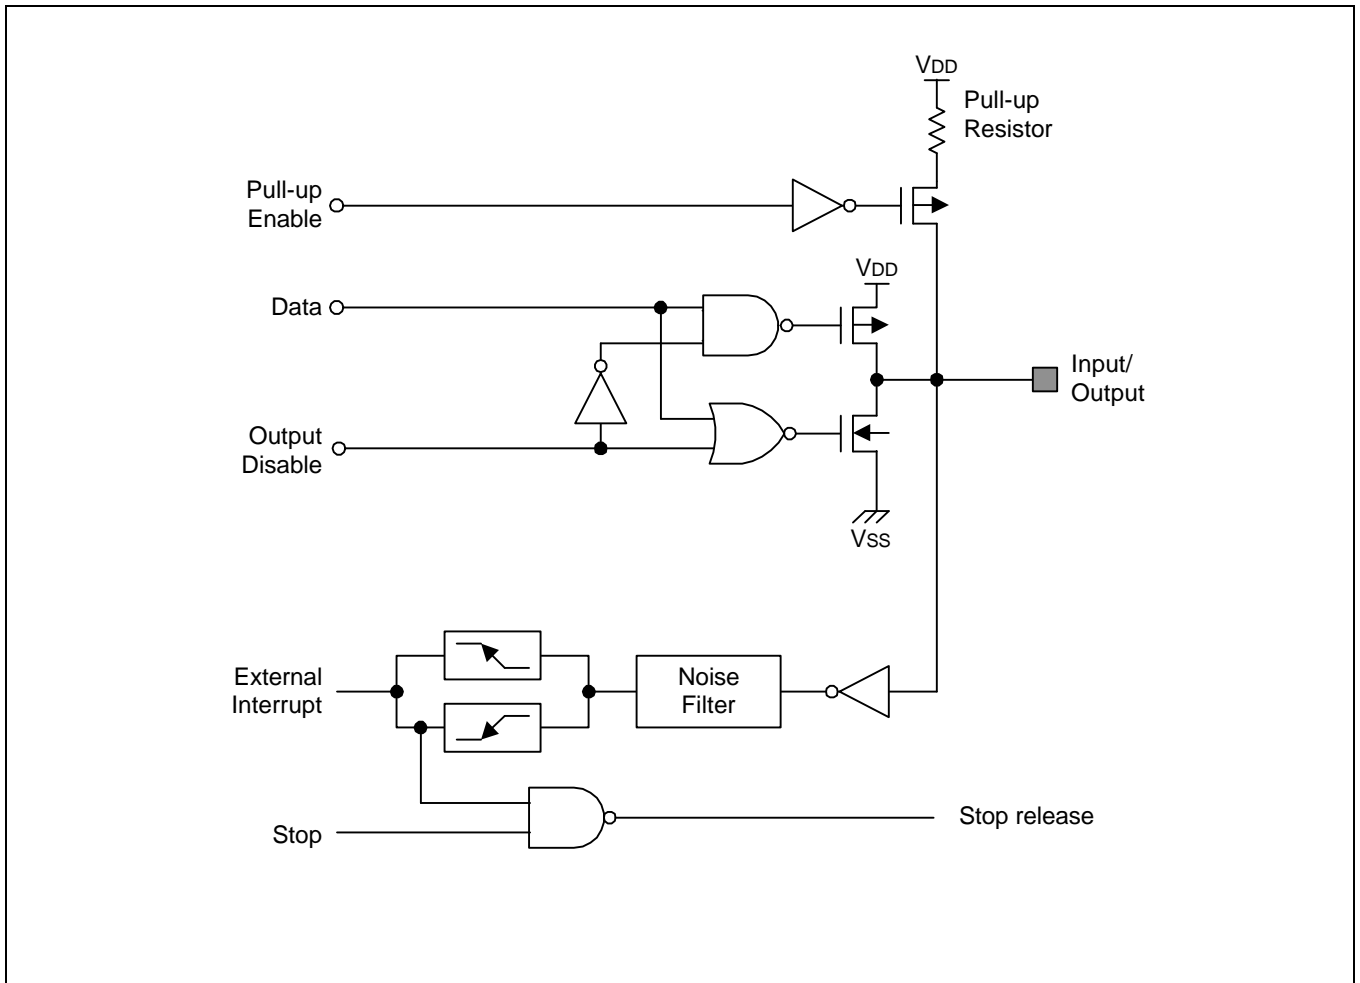 VDD
Pull-up
Resistor
Pull-up
Enable
VDD
Data
Input/
Output
Output
Disable
VSS
External
Interrupt
Noise
Filter
Stop
Stop release